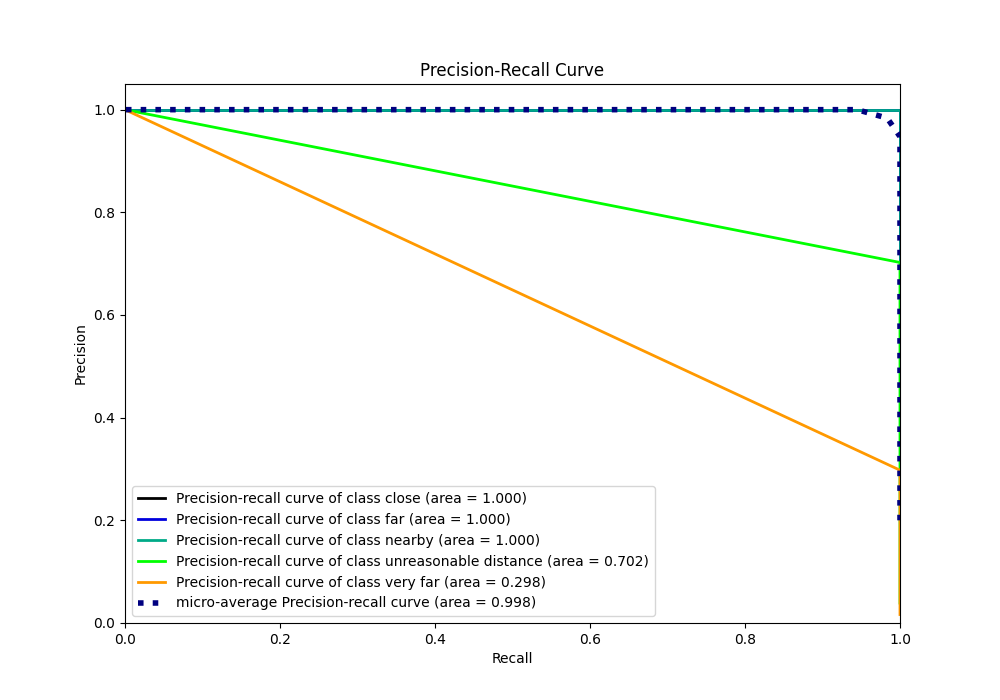 Precision-Recall Curve
1.0
0.8
0.6
0.4
0.2
0.0
Precision
Precision-recall curve of class close (area = 1.000)
Precision-recall curve of class far (area = 1.000)
Precision-recall curve of class nearby (area = 1.000)
Precision-recall curve of class unreasonable distance (area = 0.702)
Precision-recall curve of class very far (area = 0.298)
micro-average Precision-recall curve (area = 0.998)
0.0 0.2 0.4 0.6 0.8 1.0
Recall